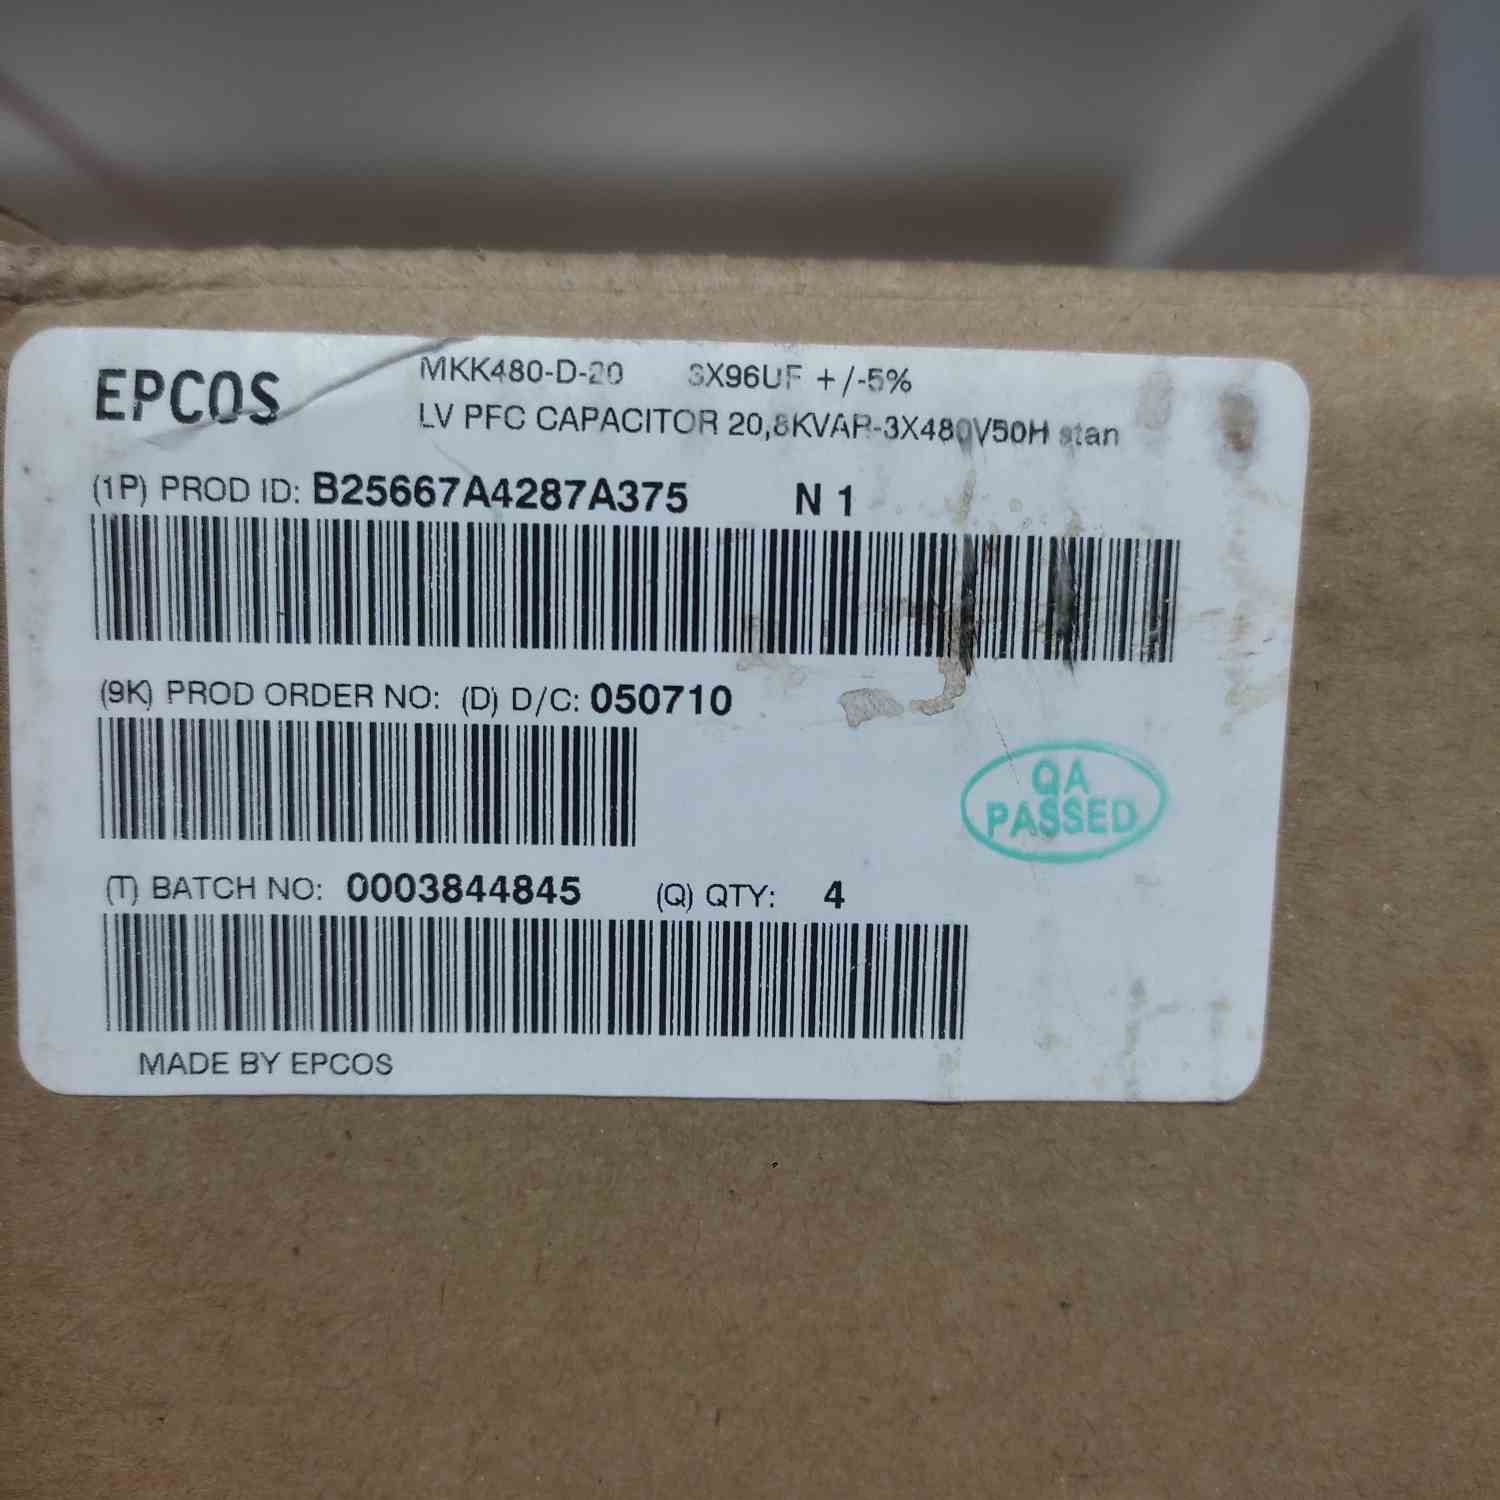 EPCOS
MKK480-D-20 3X96UF +/-5%
LV PFC CAPACITOR 20,8KVAR-3X480V50H stan
(1P) PROD ID: B25667A4287A375 N 1
(9K) PROD ORDER NO: (D) D/C: 050710
QA
PASSED
(T) BATCH NO: 0003844845 (Q) QTY: 4
MADE BY EPCOS